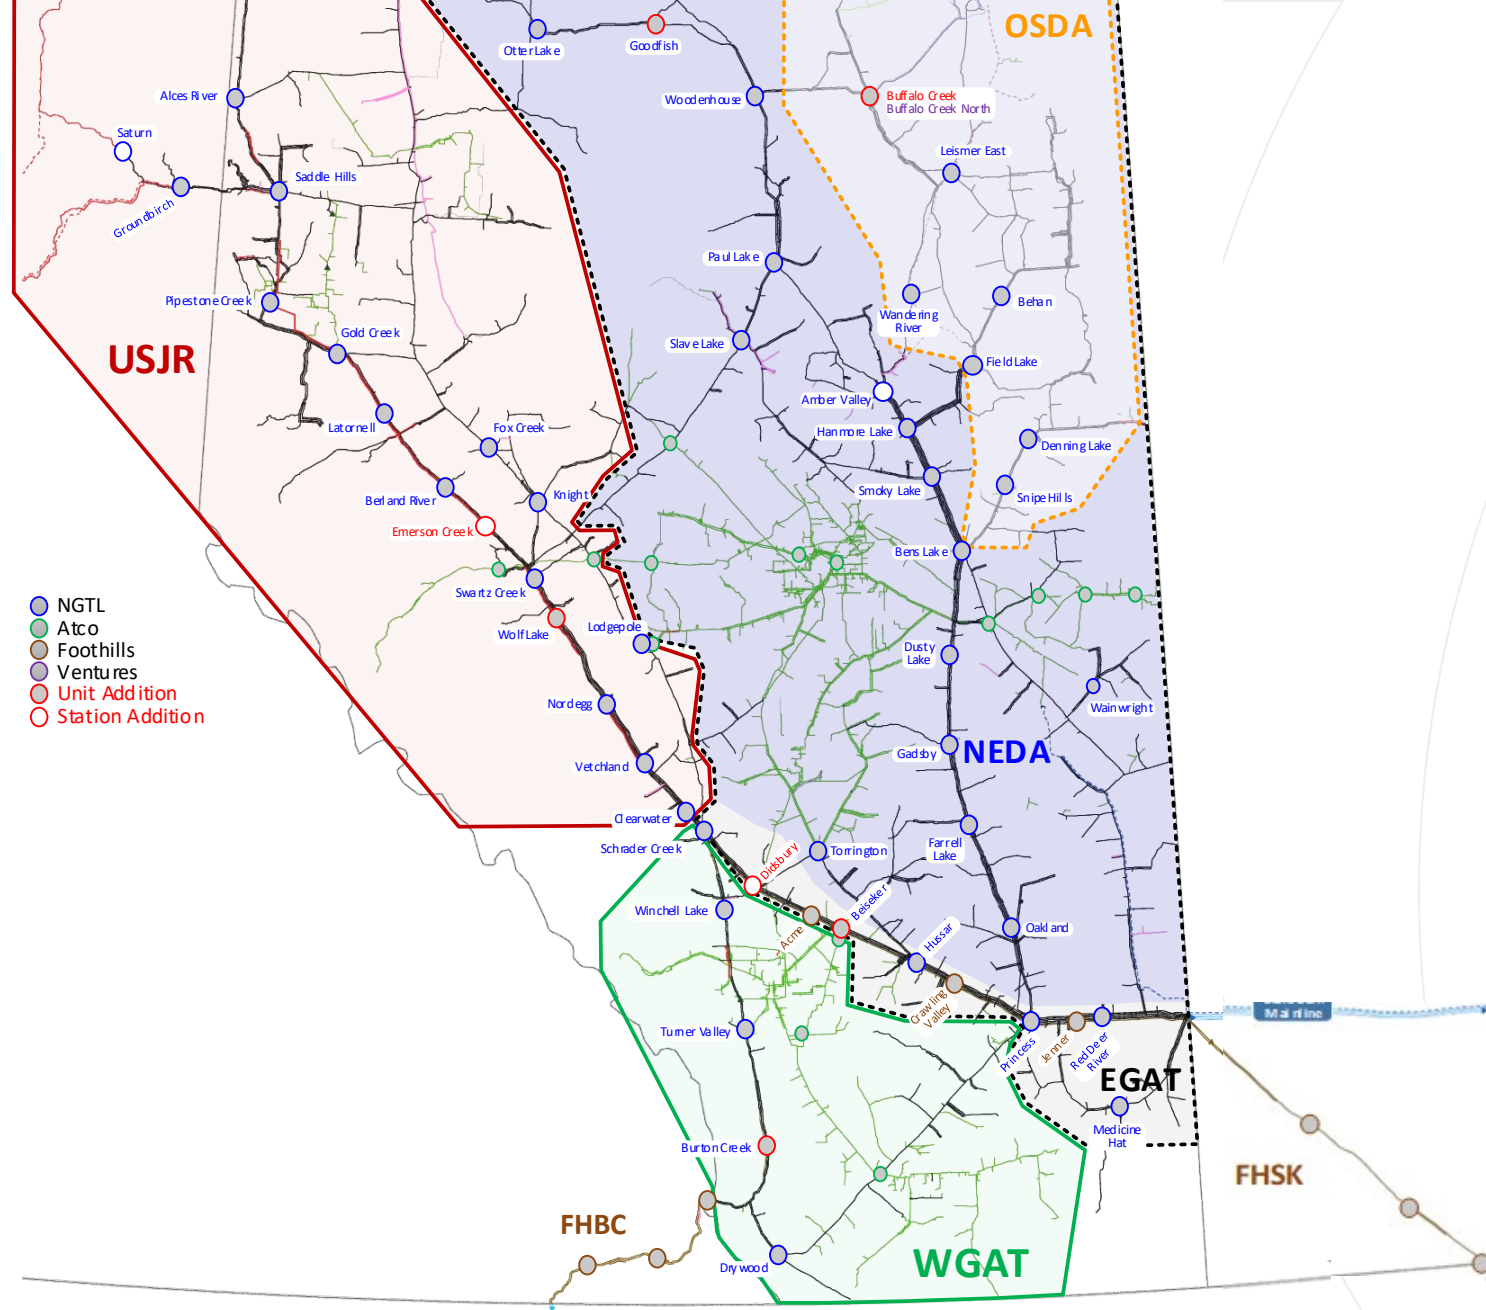 OSDA
Otter Lake
Goodfish
Alces River
Woodenhouse
Buffalo Creek
Buffalo Creek North
Saturn
Leismer East
Saddle Hills
Groundbirch
Paul Lake
Pipestone Creek
Wandering
River
Behan
Gold Creek
Slave Lake
USJR
Field Lake
Amber Valley
Latornell
Fox Creek
Hanmore Lake
Denning Lake
Berland River
Knight
Smoky Lake
Snipe Hills
Emerson Creek
Bens Lake
Swartz Creek
NGTL
Atco
Foothills
Ventures
Unit Addition
Station Addition
Wolf Lake
Lodgepole
Dusty
Lake
Nordegg
Wainwright
Gadsby
NEDA
Vetchland
Clearwater
Schrader Creek
Didsbury
Torrington
Farrell
Lake
Winchell Lake
Acme
Beiseker
Hussar
Oakland
Crawling
Valley
Mainline
Turner Valley
Princess
Jenner
Red Deer
River
EGAT
Medicine
Hat
Burton Creek
FHSK
FHBC
WGAT
Drywood